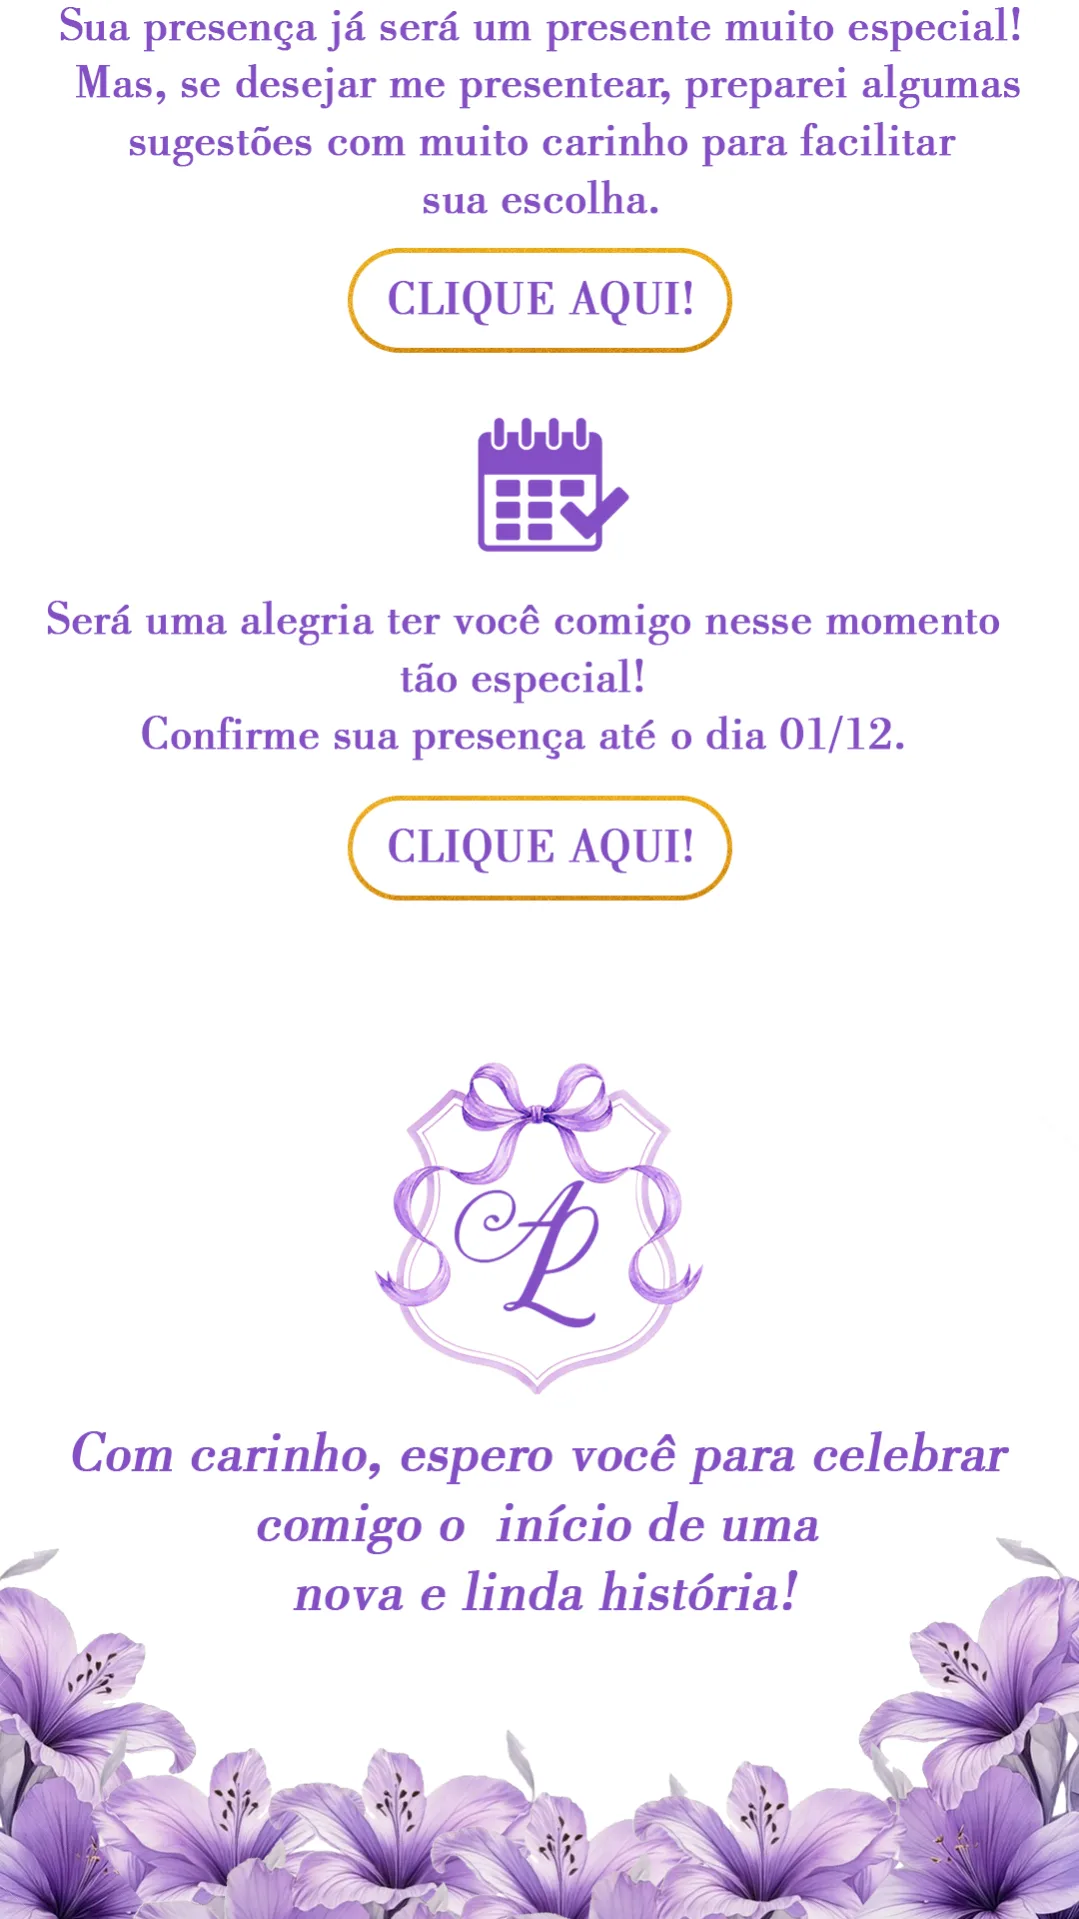 Sua presença já será um presente muito especial!
Mas, se desejar me presentear, preparei algumas
sugestões com muito carinho para facilitar
sua escolha.
CLIQUE AQUI!
Será uma alegria ter você comigo nesse momento
tão especial!
Confirme sua presença até o dia 01/12.
CLIQUE AQUI!
AL
Com carinho, espero você para celebrar
comigo o  início de uma
nova e linda história!